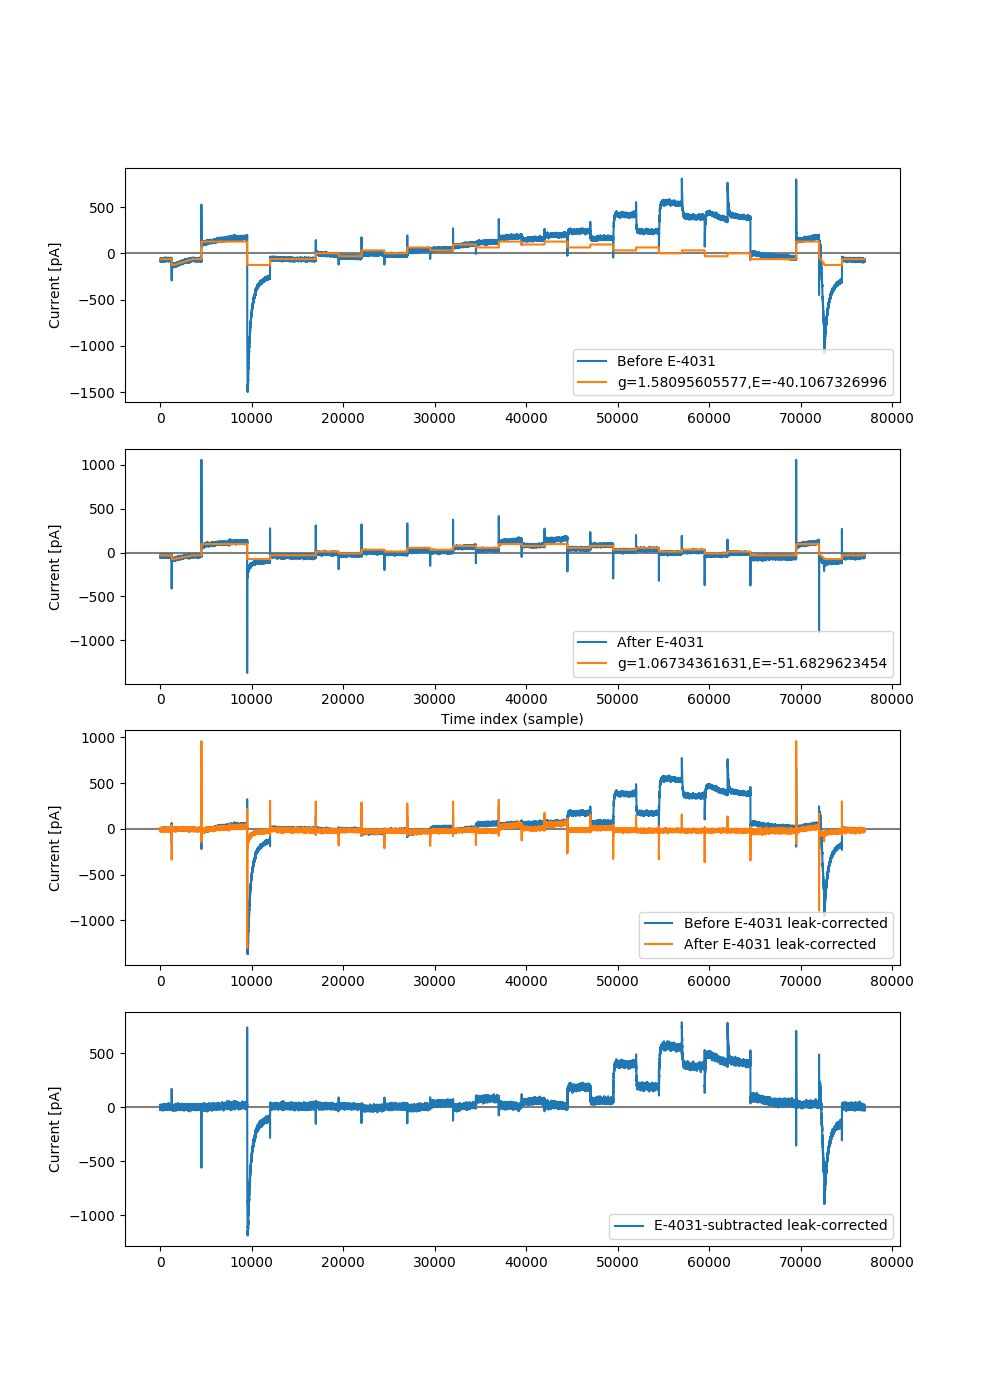 500
0
−500
−1000
−1500
Current [pA]
Before E-4031
g=1.58095605577,E=-40.1067326996
0 10000 20000 30000 40000 50000 60000 70000 80000
1000
500
0
−500
−1000
Current [pA]
After E-4031
g=1.06734361631,E=-51.6829623454
0 10000 20000 30000 40000 50000 60000 70000 80000
Time index (sample)
1000
500
0
−500
−1000
Current [pA]
Before E-4031 leak-corrected
After E-4031 leak-corrected
0 10000 20000 30000 40000 50000 60000 70000 80000
500
0
−500
−1000
Current [pA]
E-4031-subtracted leak-corrected
0 10000 20000 30000 40000 50000 60000 70000 80000